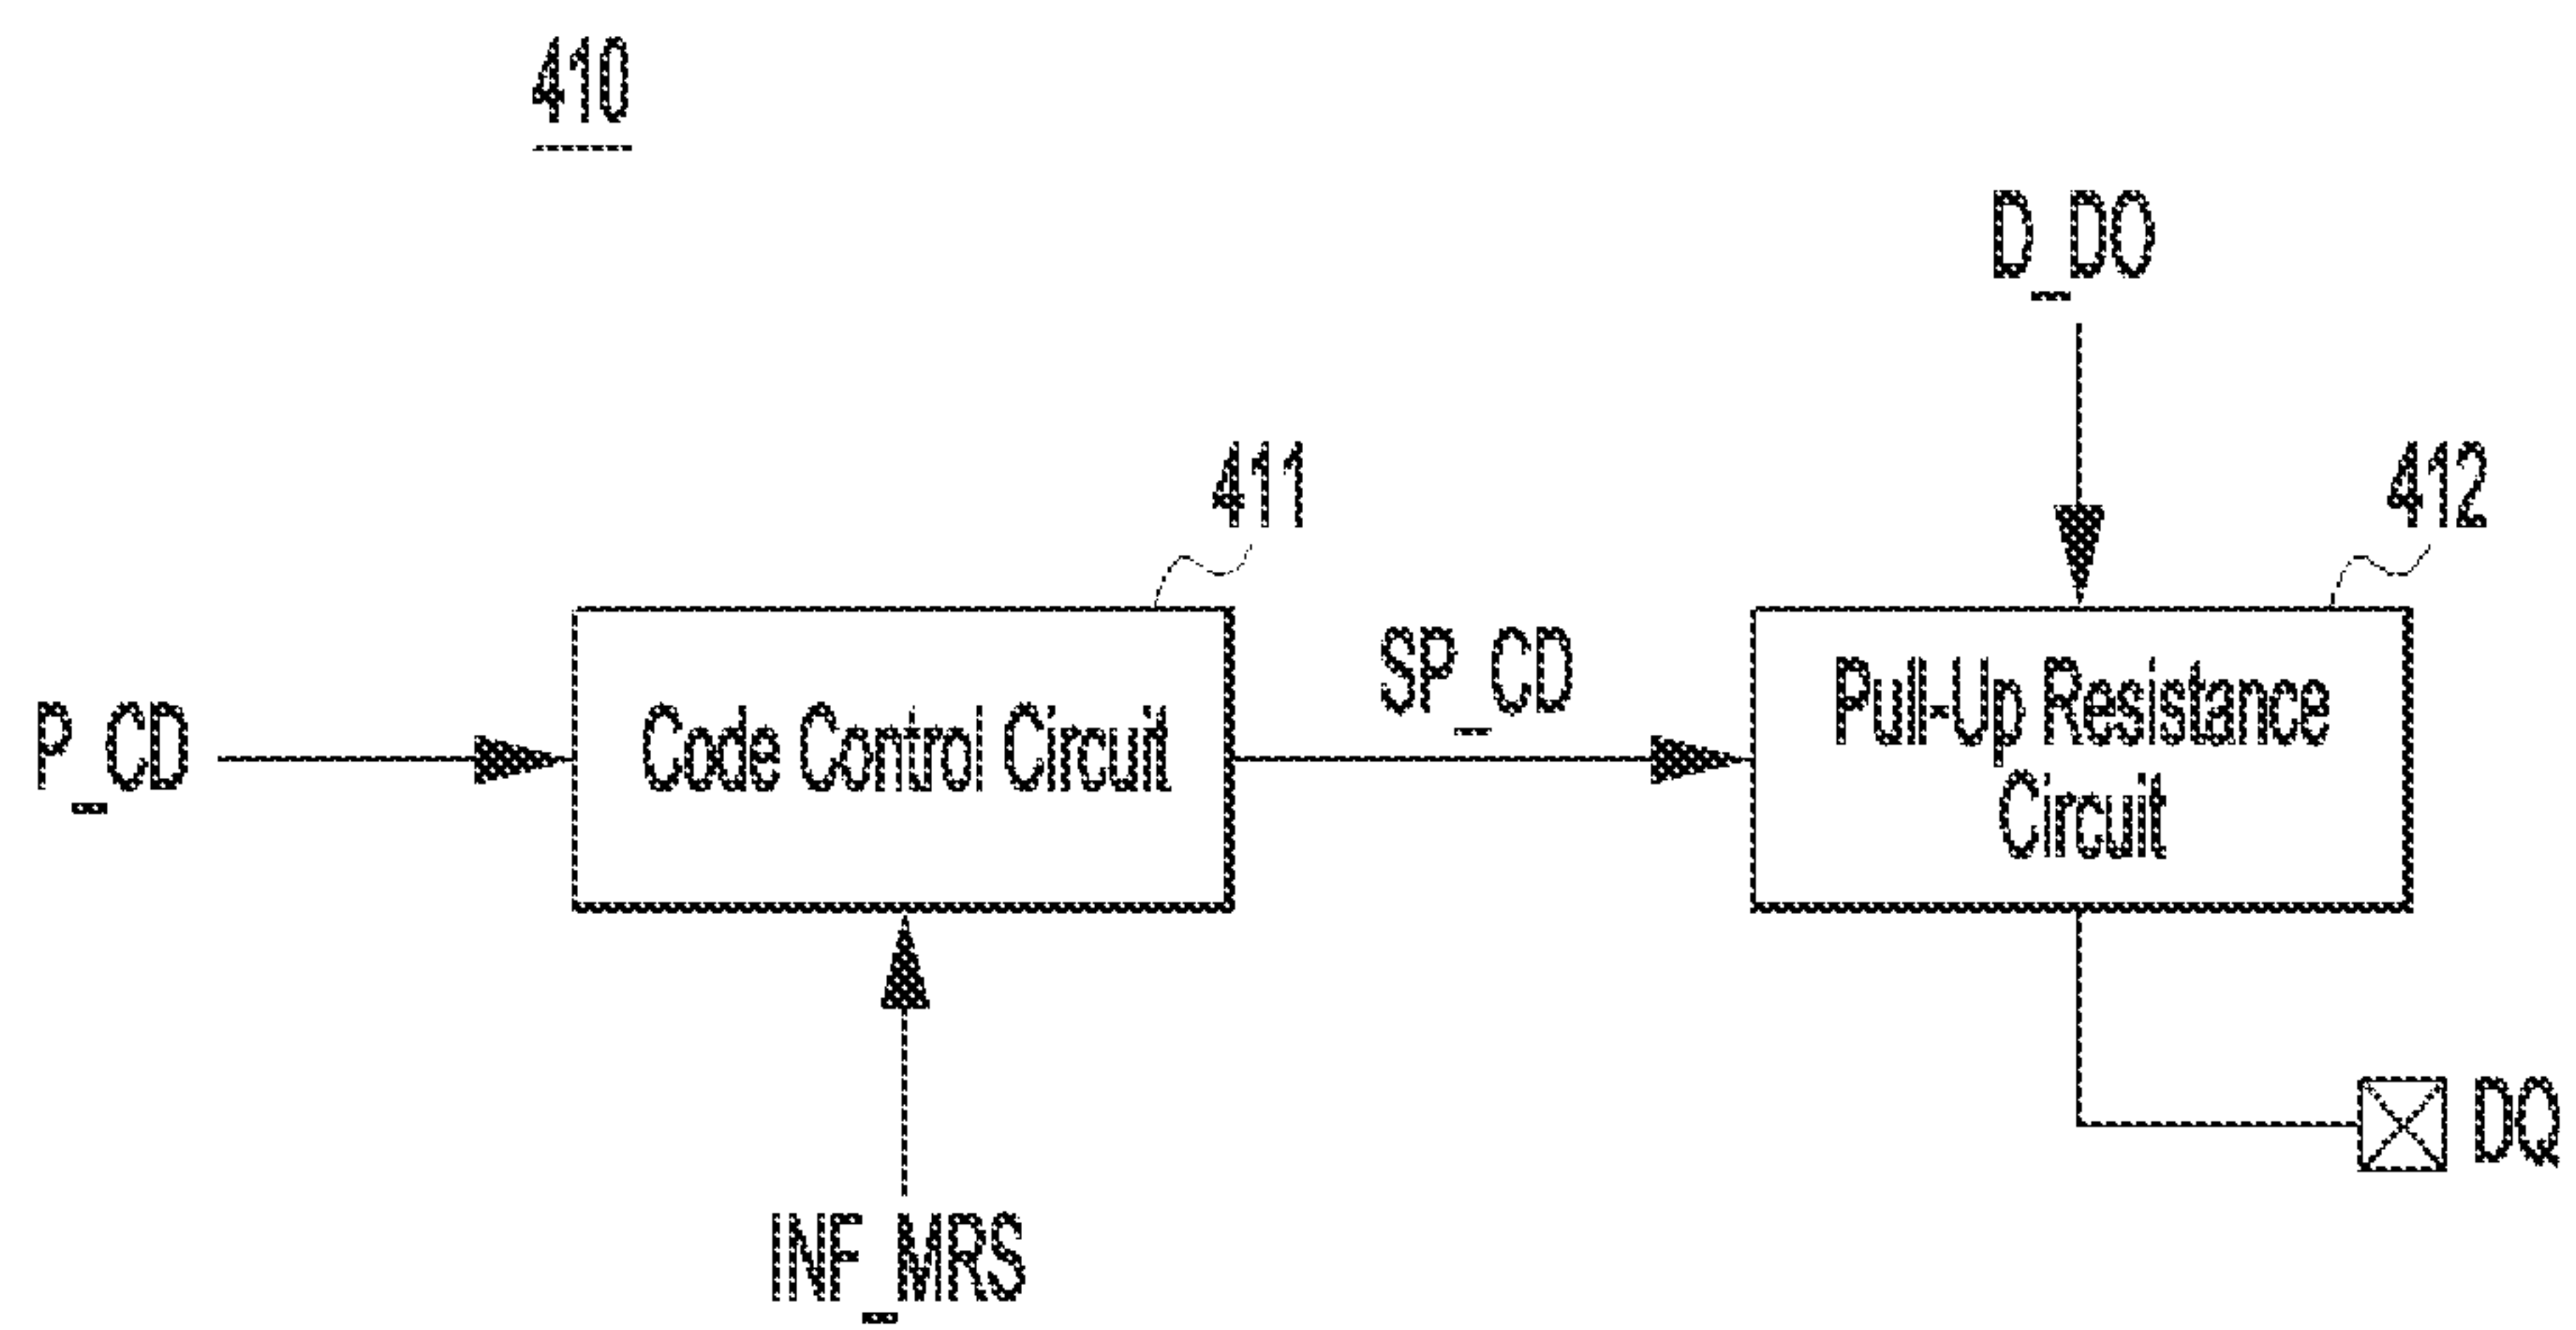 410
D_DO
411
412
P_CD
Code Control Circuit
SP_CD
Pull-Up Resistance
Circuit
DQ
INF_MRS